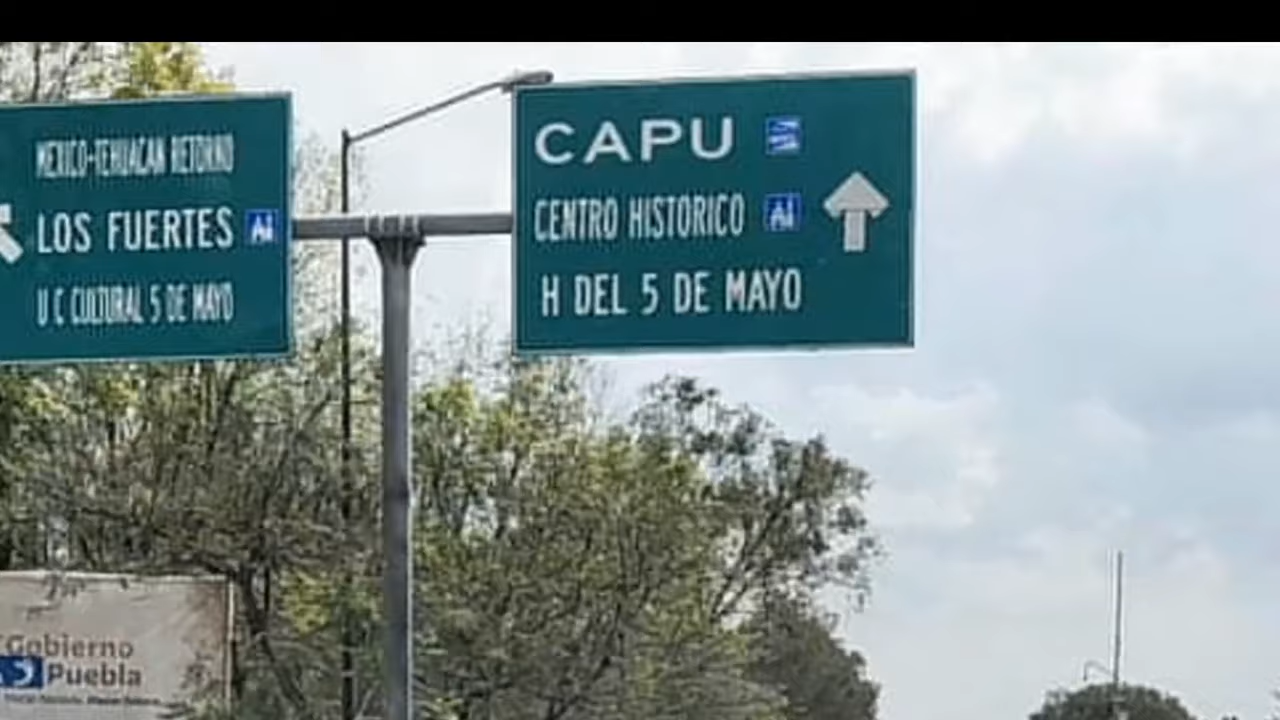 MEXICO-TEHUACAN RETORNO
LOS FUERTES
U C CULTURAL 5 DE MAYO
CAPU
CENTRO HISTORICO
H DEL 5 DE MAYO
Gobierno
Puebla